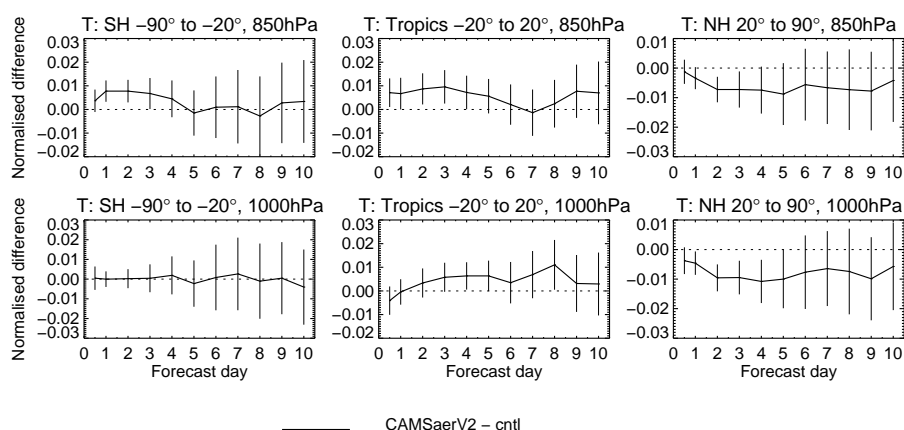 T: SH −90° to −20°, 850hPa
T: Tropics −20° to 20°, 850hPa
T: NH 20° to 90°, 850hPa
Normalised difference
0.03
0.02
0.01
0.00
−0.01
−0.02
0 1 2 3 4 5 6 7 8 9 10
0.03
0.02
0.01
0.00
−0.01
−0.02
0 1 2 3 4 5 6 7 8 9 10
0.01
0.00
−0.01
−0.02
−0.03
0 1 2 3 4 5 6 7 8 9 10
T: SH −90° to −20°, 1000hPa
T: Tropics −20° to 20°, 1000hPa
T: NH 20° to 90°, 1000hPa
Normalised difference
0.03
0.02
0.01
0.00
−0.01
−0.02
−0.03
0 1 2 3 4 5 6 7 8 9 10
Forecast day
0.03
0.02
0.01
0.00
−0.01
−0.02
0 1 2 3 4 5 6 7 8 9 10
Forecast day
0.01
0.00
−0.01
−0.02
−0.03
0 1 2 3 4 5 6 7 8 9 10
Forecast day
CAMSaerV2 − cntl